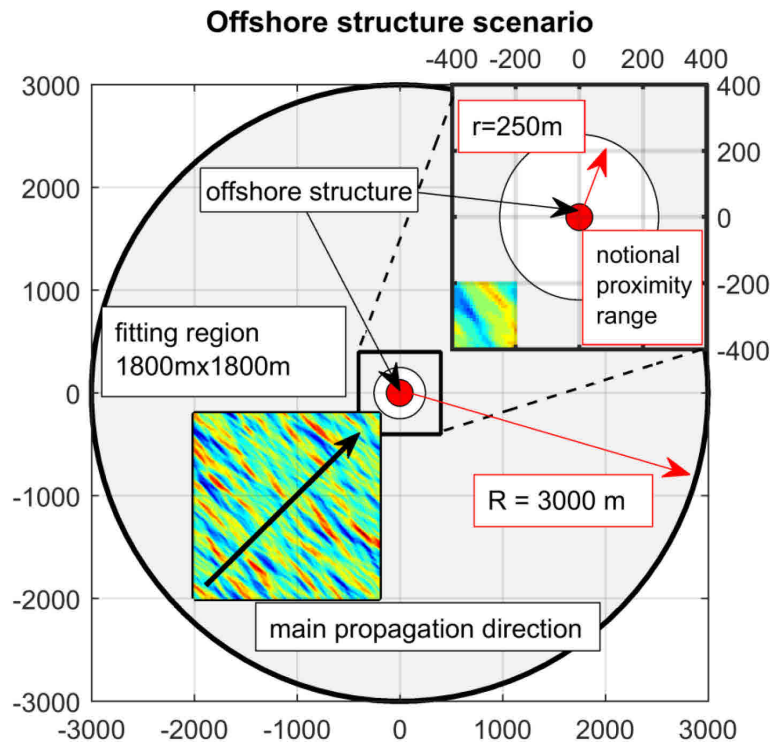 Offshore structure scenario
-400 -200 0 200 400
3000
2000
1000
0
-1000
-2000
-3000
400
200
0
-200
-400
r=250m
offshore structure
notional
proximity
range
fitting region
1800mx1800m
R = 3000 m
main propagation direction
-3000 -2000 -1000 0 1000 2000 3000